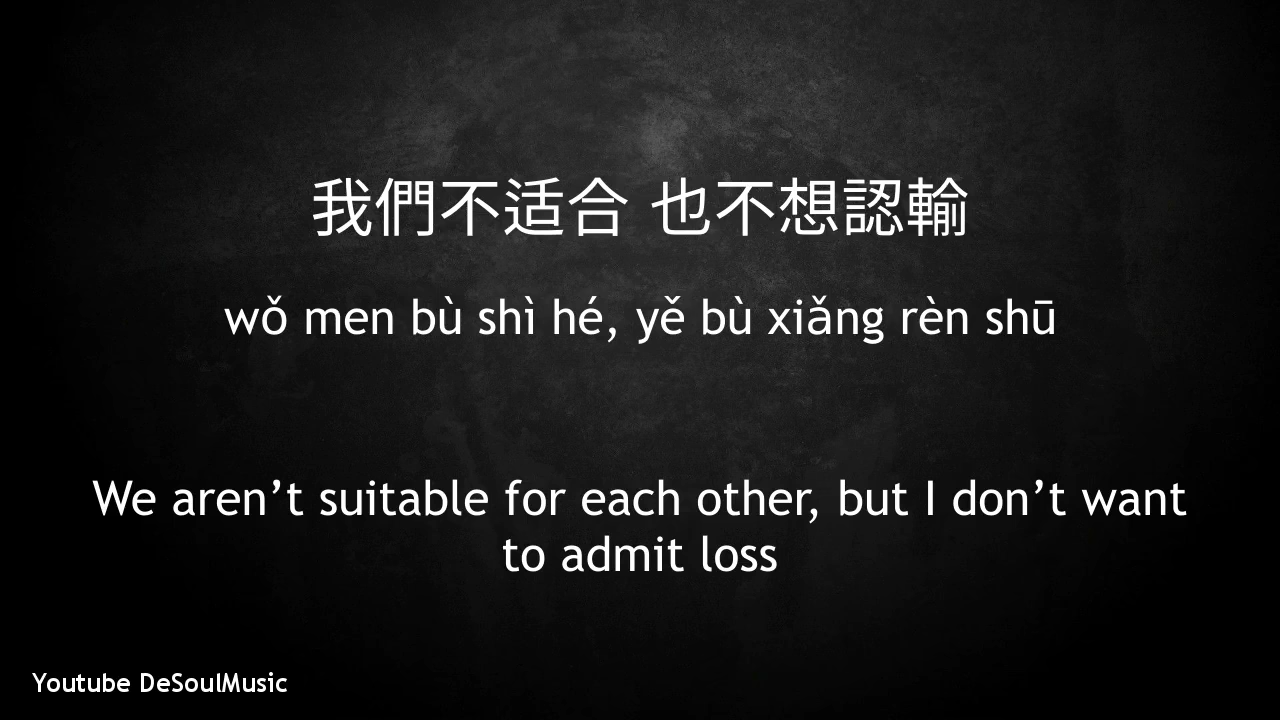 我們不适合 也不想認輸
wǒ men bù shì hé, yě bù xiǎng rèn shū
We aren’t suitable for each other, but I don’t want
to admit loss
Youtube DeSoulMusic